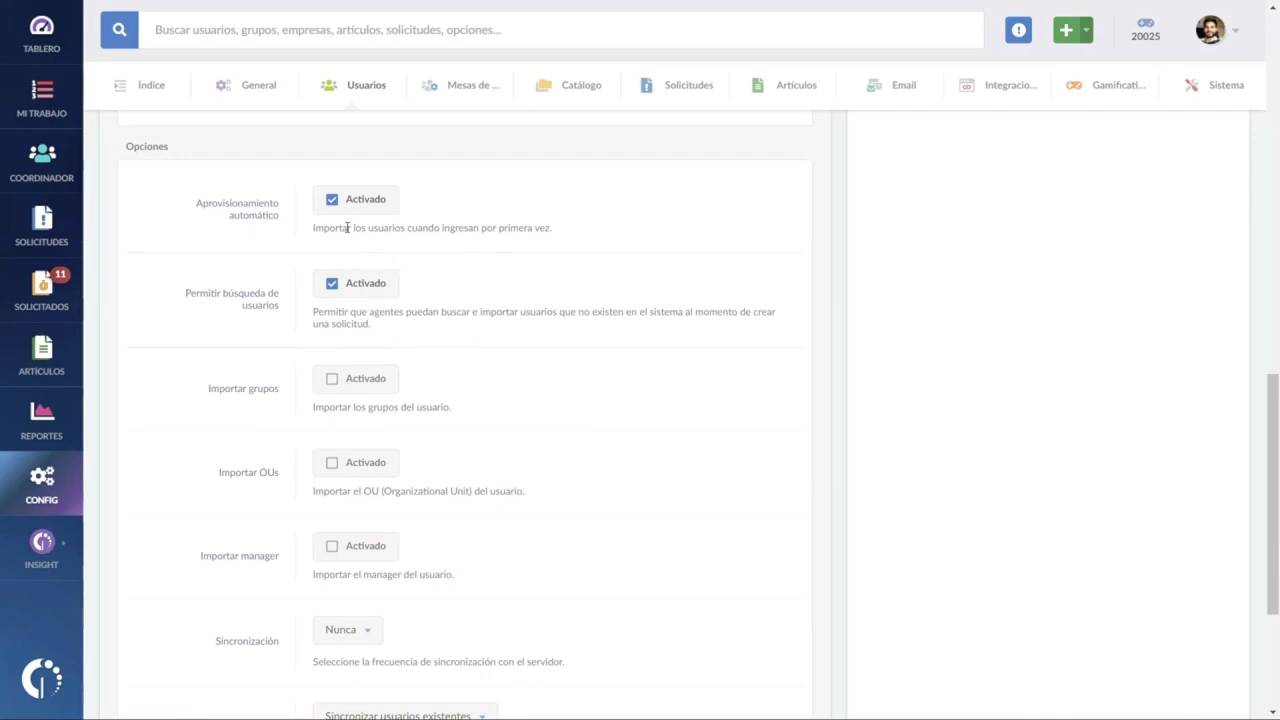 Buscar usuarios, grupos, empresas, artículos, solicitudes, opciones...
20025
TABLERO
MI TRABAJO
COORDINADOR
SOLICITUDES
11
SOLICITADOS
ARTÍCULOS
REPORTES
CONFIG
INSIGHT
Índice
General
Usuarios
Mesas de ...
Catálogo
Solicitudes
Artículos
Email
Integracio...
Gamificati...
Sistema
Opciones
Aprovisionamiento
automático
Activado
Importar los usuarios cuando ingresan por primera vez.
Permitir búsqueda de
usuarios
Activado
Permitir que agentes puedan buscar e importar usuarios que no existen en el sistema al momento de crear
una solicitud.
Importar grupos
Activado
Importar los grupos del usuario.
Importar OUs
Activado
Importar el OU (Organizational Unit) del usuario.
Importar manager
Activado
Importar el manager del usuario.
Sincronización
Nunca
Seleccione la frecuencia de sincronización con el servidor.
Sincronizar usuarios existentes